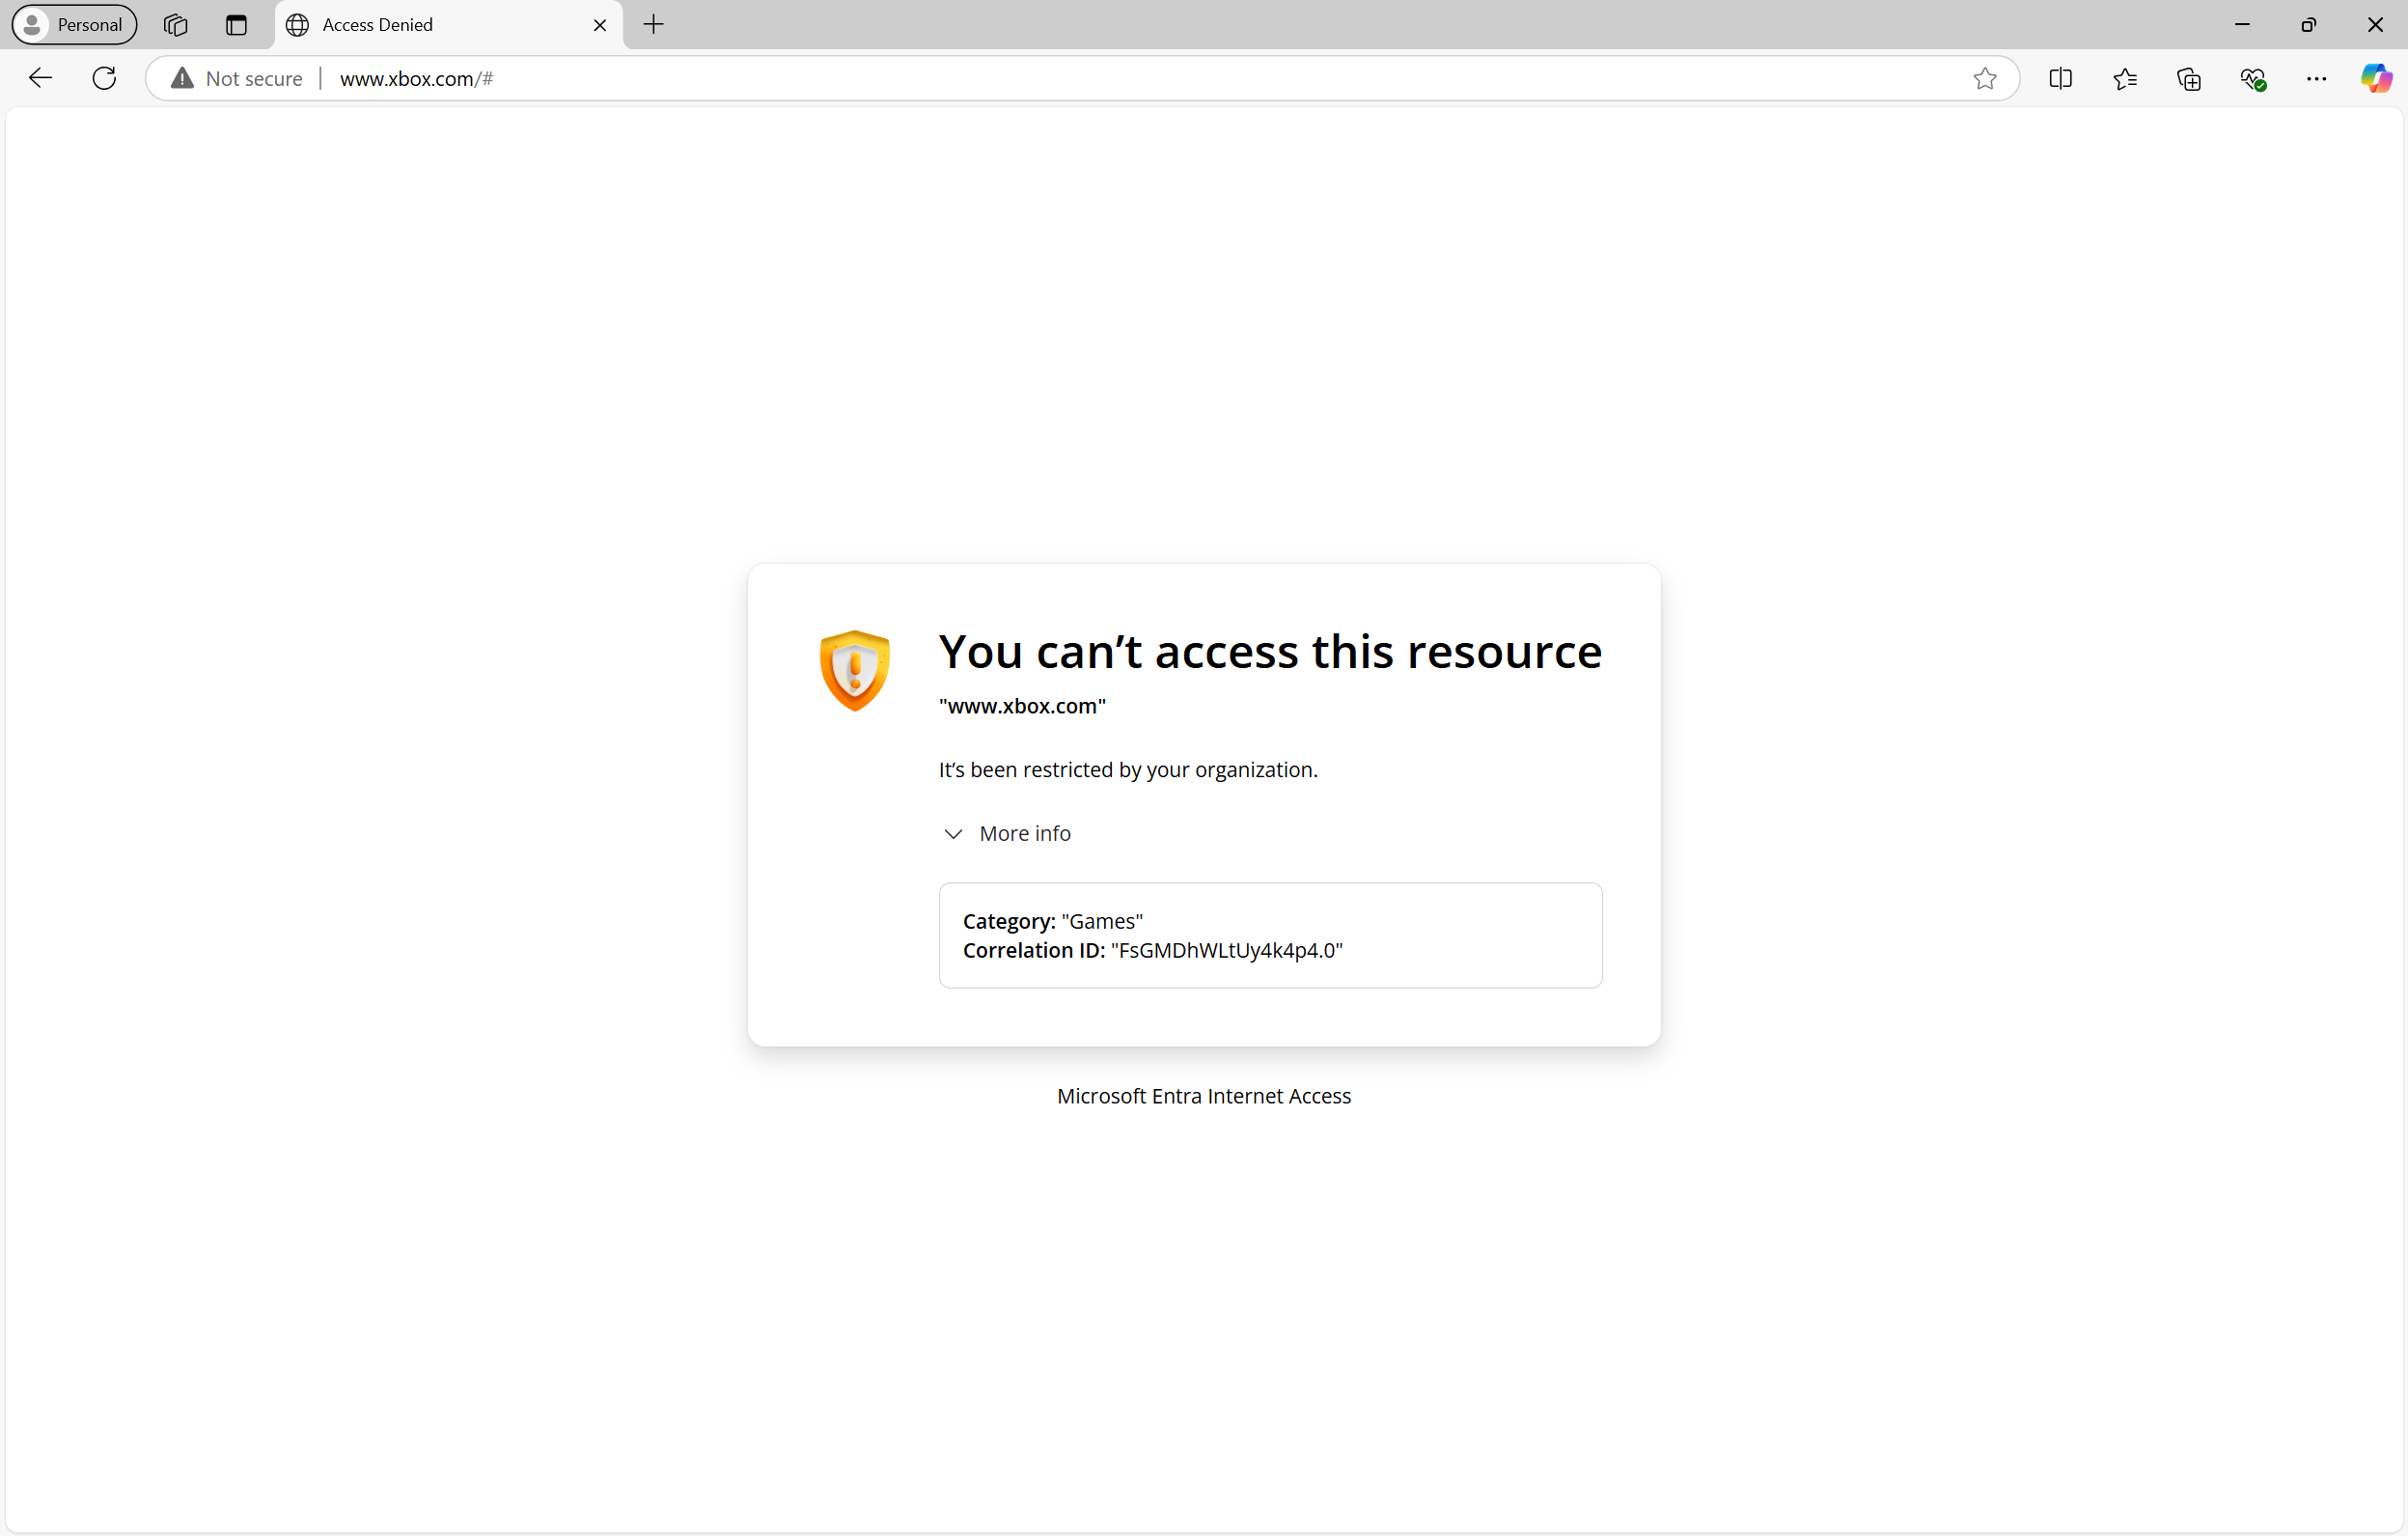 Personal
Access Denied
Not secure
www.xbox.com/#
You can’t access this resource
"www.xbox.com"
It’s been restricted by your organization.
More info
Category: "Games"
Correlation ID: "FsGMDhWLtUy4k4p4.0"
Microsoft Entra Internet Access